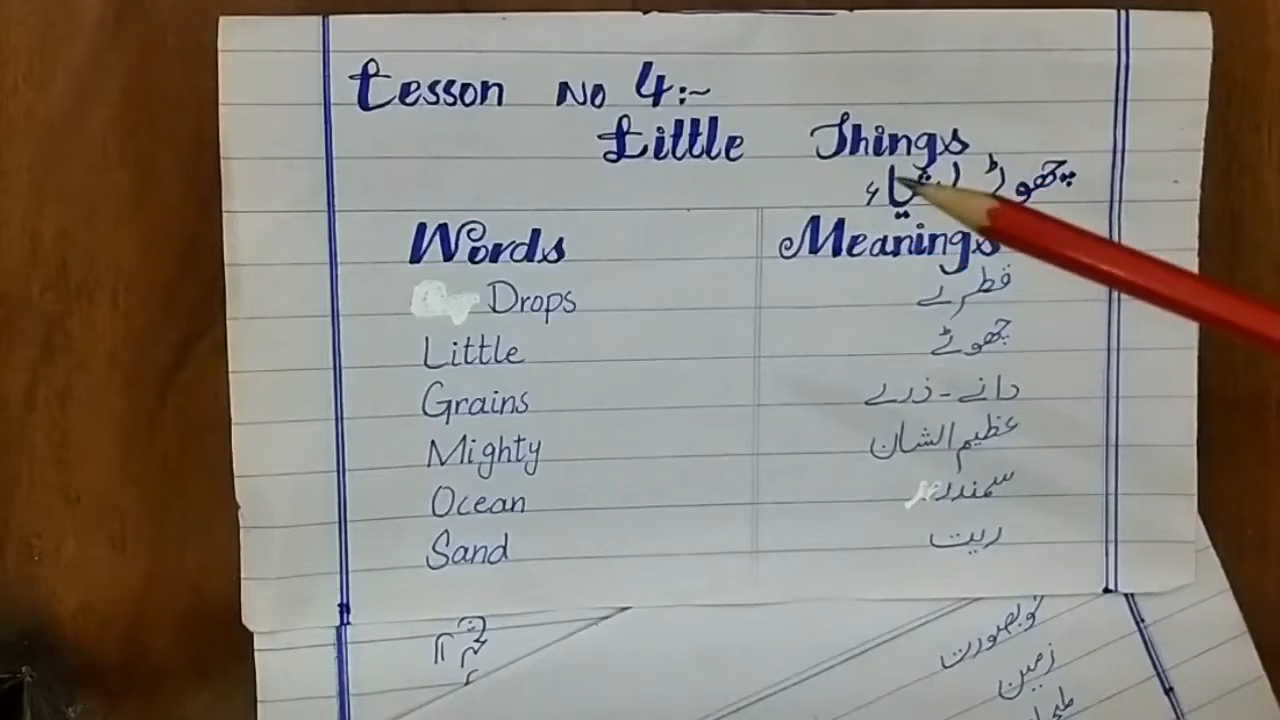 Lesson No 4:~
Little Things
چھوٹی اشیاء
Words Meanings
Drops قطرے
Little چھوٹے
Grains دانے - ذرے
Mighty عظیم الشان
Ocean سمندر
Sand ریت
زمین